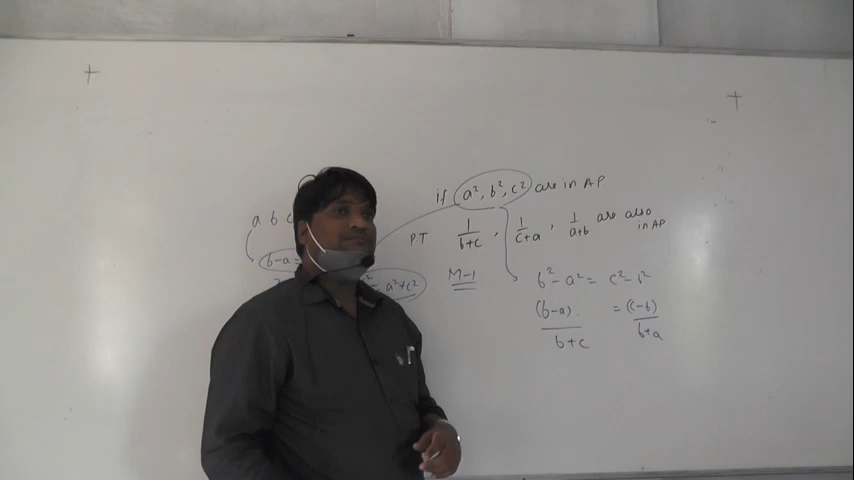 if a², b², c² are in AP
a b c
P.T 1/(b+c), 1/(c+a), 1/(a+b) are also in AP
b-a =
a²+c²
M-1
b²-a² = c²-b²
(b-a)/(b+c) = (c-b)/(b+a)